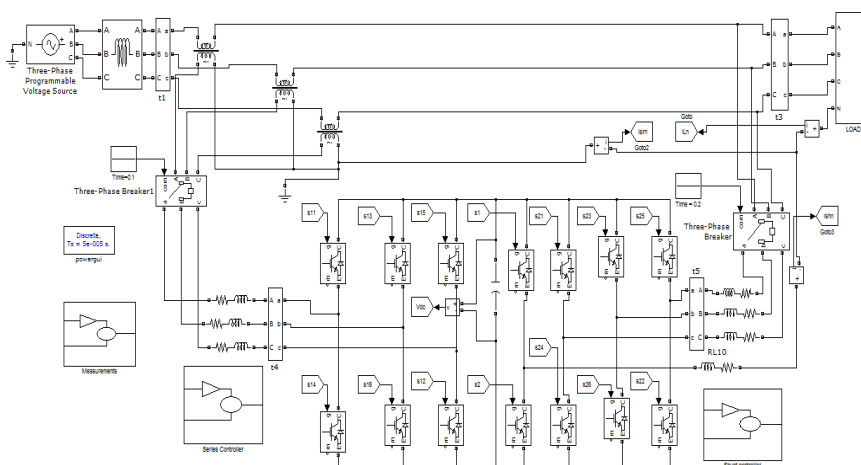 N
A
B
C
A
B
C
A
B
C
A a
B b
C c
Three-Phase
Programmable
Voltage Source
t1
A a
B b
C c
t3
A
B
C
N
LOAD
Goto
iLn
Goto2
Time=0.1
com
A
B
C
a
b
c
Three-Phase Breaker1
Time = 0.2
com
A
B
C
a
b
c
Three-Phase
Breaker
Ishn
Goto3
Discrete,
Ts = 5e-005 s.
powergui
s11
s13
s15
s1
s21
s23
s25
g C
m E
Vdc
v
t5
a A
b B
c C
RL10
A a
B b
C c
t4
Measurements
s14
s16
s12
s2
s24
s26
s22
Series Controller